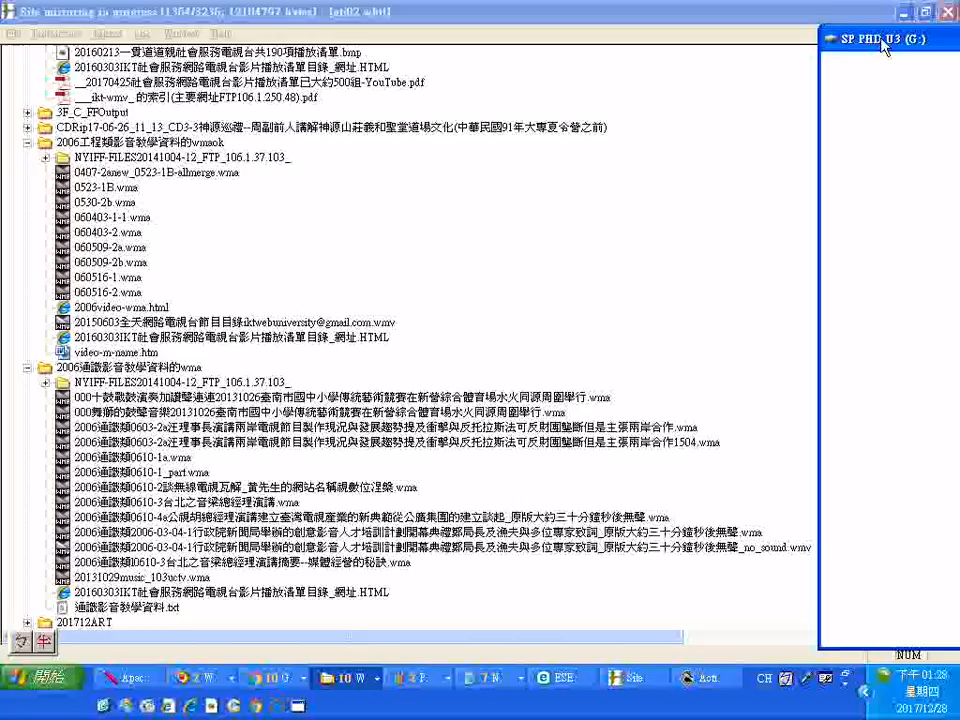 Site mirroring in progress [1364/3236, 121184797 bytes] - [at02.whtt]
SP PHD U3 (G:)
20160213一貫道道親社會服務電視台共190項播放清單.bmp
20160303IKT社會服務網路電視台影片播放清單目錄_網址.HTML
__20170425社會服務電視台影片播放清單已大約500組-YouTube.pdf
__ikt-wmv_ 的索引(主要網址FTP106.1.250.48).pdf
3F_C_FFOutput
CDRip17-06-26_11_13_CD3-3神源巡禮--周副前人講解神源山莊義和聖堂道場文化(中華民國91年大專夏令營之前)
2006工程類影音教學資料的wmaok
NYIFF-FILES20141004-12_FTP_106.1.37.103_
0407-2anew_0523-1B-allmerge.wma
0523-1B.wma
0530-2b.wma
060403-1-1.wma
060403-2.wma
060509-2a.wma
060509-2b.wma
060516-1.wma
060516-2.wma
2006video-wma.html
20150603全天網路電視台節目目錄iktwebuniversity@gmail.com.wmv
20160303IKT社會服務網路電視台影片播放清單目錄_網址.HTML
video-m-name.htm
2006通識影音教學資料的wma
NYIFF-FILES20141004-12_FTP_106.1.37.103_
000十鼓戰鼓演奏加讚聲連連20131026臺南市國中小學傳統藝術競賽在新營綜合體育場水火同源周圍舉行.wma
000舞獅的鼓聲音樂20131026臺南市國中小學傳統藝術競賽在新營綜合體育場水火同源周圍舉行.wma
2006通識類0603-2a汪理事長演講兩岸電視節目製作現況與發展趨勢提及衝擊與反托拉斯法可反財團壟斷但是主張兩岸合作.wma
2006通識類0603-2a汪理事長演講兩岸電視節目製作現況與發展趨勢提及衝擊與反托拉斯法可反財團壟斷但是主張兩岸合作1504.wma
2006通識類0610-1a.wma
2006通識類0610-1_part.wma
2006通識類0610-2談無線電視瓦解_黃先生的網站名稱視數位涅槃.wma
2006通識類0610-3台北之音梁總經理演講.wma
2006通識類0610-4a公視胡總經理演講建立臺灣電視産業的新典範從公廣集團的建立談起_原版大約三十分鐘秒後無聲.wma
2006通識類2006-03-04-1行政院新聞局舉辦的創意影音人才培訓計劃開幕典禮鄭局長及漁夫與多位專家致詞_原版大約三十分鐘秒後無聲.wma
2006通識類2006-03-04-1行政院新聞局舉辦的創意影音人才培訓計劃開幕典禮鄭局長及漁夫與多位專家致詞_原版大約三十分鐘秒後無聲_no_sound.wmv
2006通識類l0610-3台北之音梁總經理演講摘要--媒體經營的秘訣.wma
20131029music_103uctv.wma
20160303IKT社會服務網路電視台影片播放清單目錄_網址.HTML
通識影音教學資料.txt
201712ART
NUM
開始
Apac...
2 W
10 G
10 W
3 P.
7 N
ESE
Site
Acti
CH
下午 01:28
星期四
2017/12/28